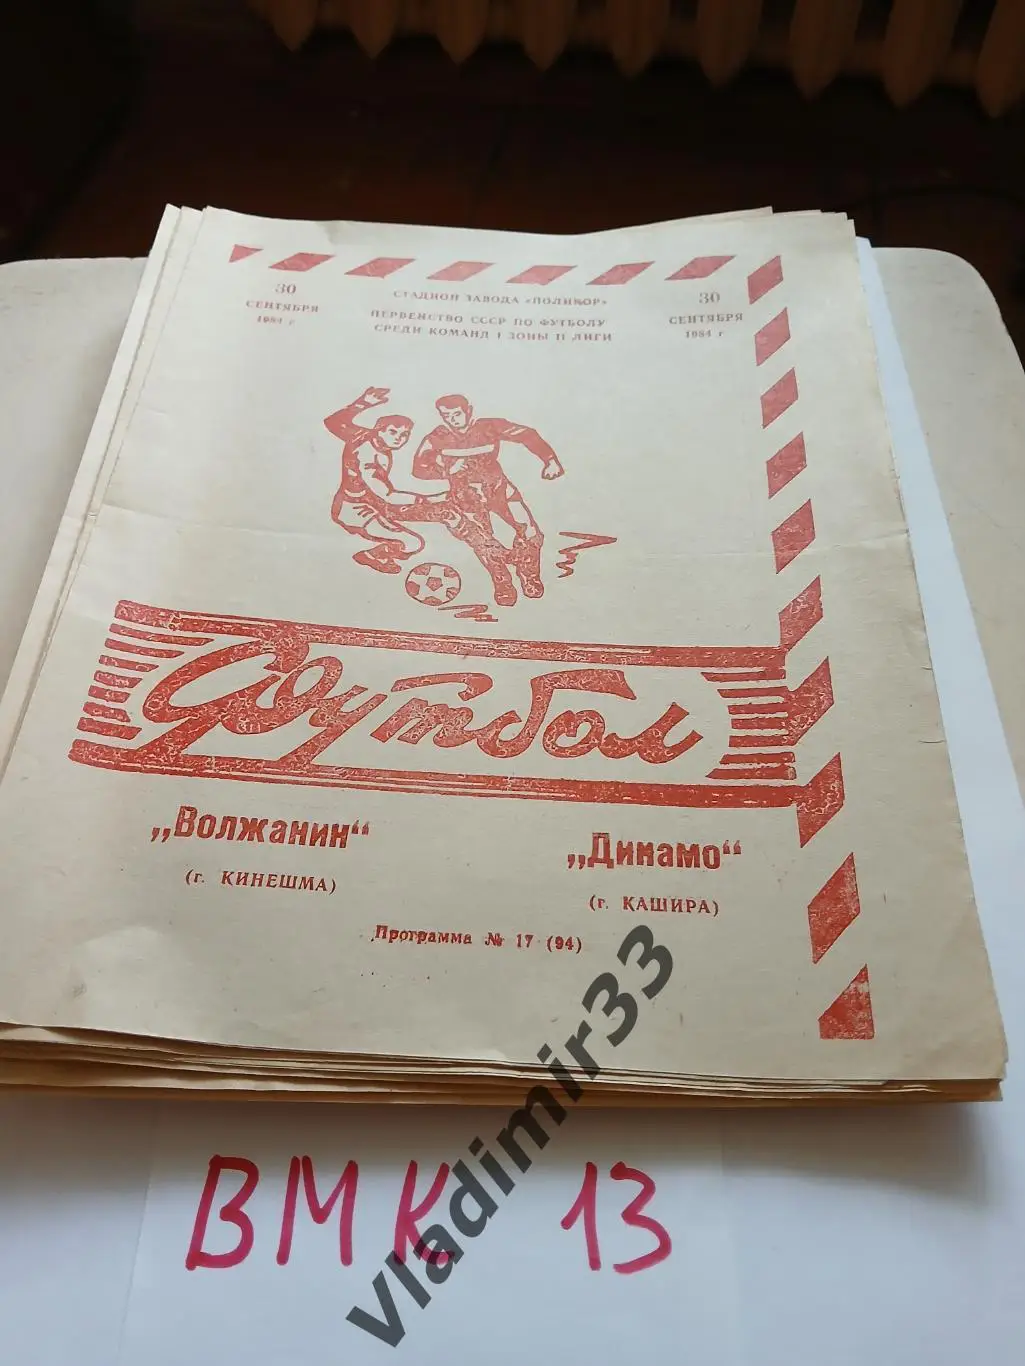 30
СЕНТЯБРЯ
1984 г
СТАДИОН ЗАВОДА «ПОЛИКОР»
ПЕРВЕНСТВО СССР ПО ФУТБОЛУ
СРЕДИ КОМАНД I ЗОНЫ II ЛИГИ
30
СЕНТЯБРЯ
1984 г
Футбол
„Волжанин“
(г. КИНЕШМА)
„Динамо“
(г. КАШИРА)
Программа № 17 (94)
ВМК 13
vladimir33